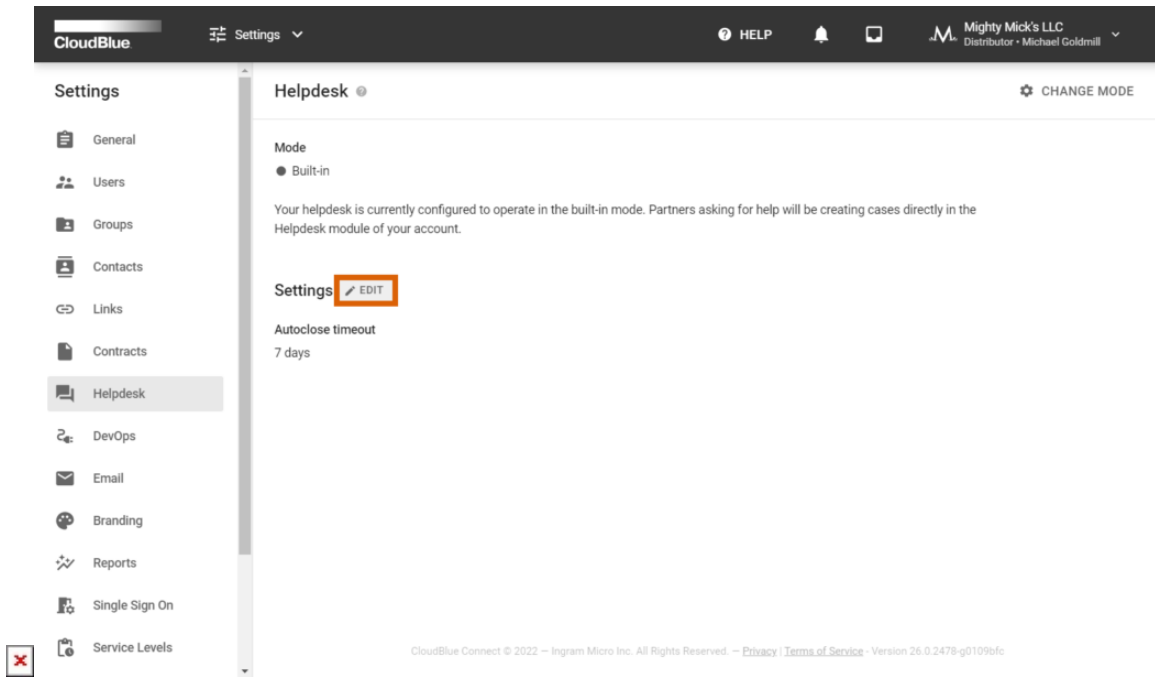 CloudBlue
Settings
HELP
Mighty Mick's LLC
Distributor • Michael Goldmill
Settings
General
Users
Groups
Contacts
Links
Contracts
Helpdesk
DevOps
Email
Branding
Reports
Single Sign On
Service Levels
Helpdesk
CHANGE MODE
Mode
Built-in
Your helpdesk is currently configured to operate in the built-in mode. Partners asking for help will be creating cases directly in the
Helpdesk module of your account.
Settings EDIT
Autoclose timeout
7 days
CloudBlue Connect © 2022 — Ingram Micro Inc. All Rights Reserved. — Privacy | Terms of Service - Version 26.0.2478-g0109bfc